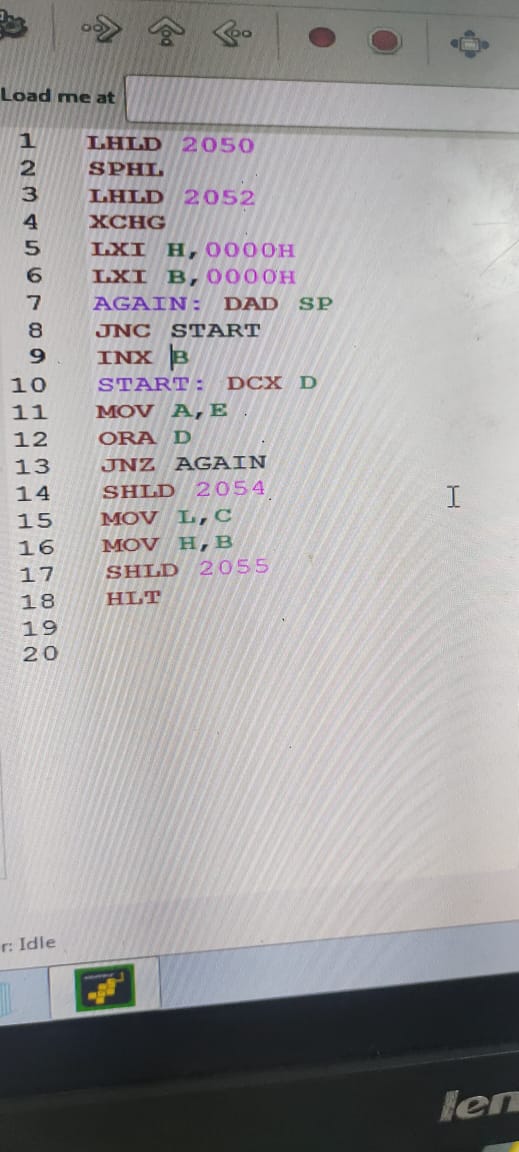 Load me at
1 LHLD 2050
2 SPHL
3 LHLD 2052
4 XCHG
5 LXI H,0000H
6 LXI B,0000H
7 AGAIN: DAD SP
8 JNC START
9 INX B
10 START: DCX D
11 MOV A,E
12 ORA D
13 JNZ AGAIN
14 SHLD 2054
15 MOV L,C
16 MOV H,B
17 SHLD 2055
18 HLT
19
20
r: Idle
len